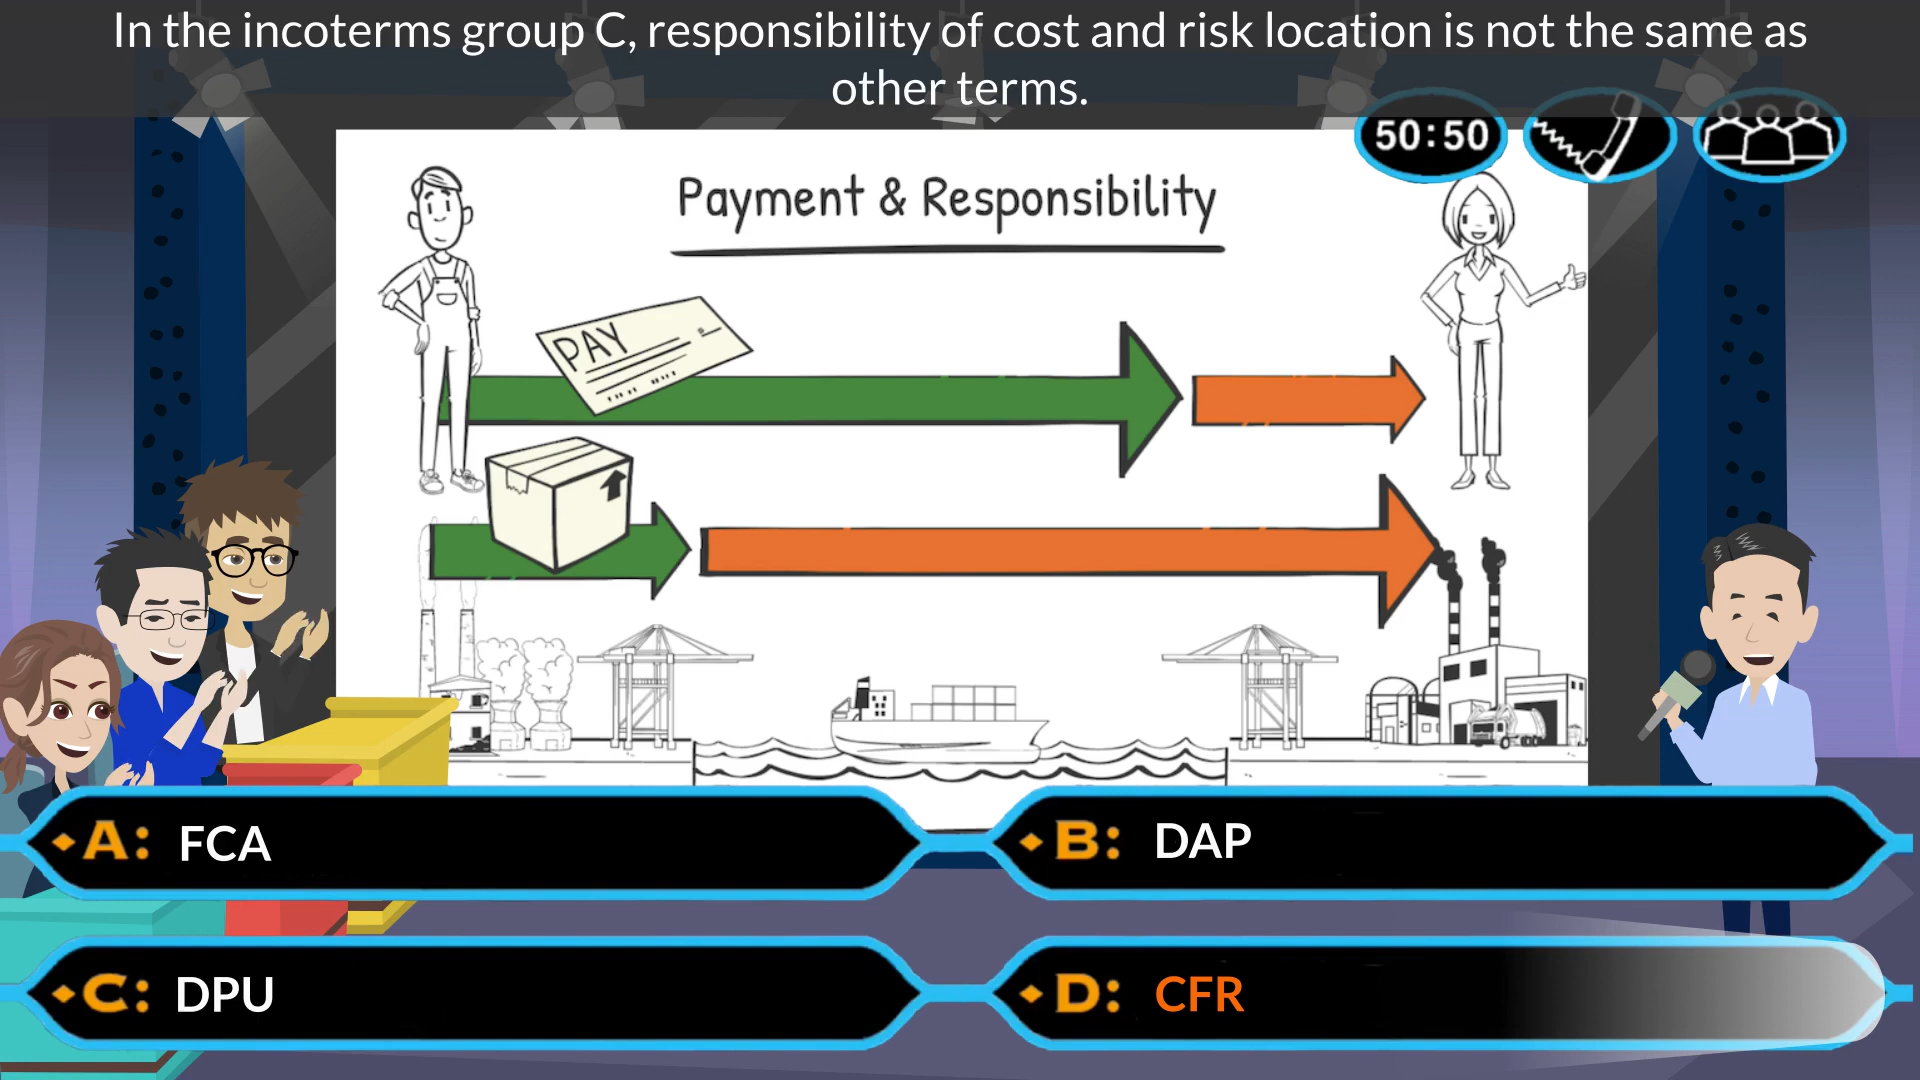 In the incoterms group C, responsibility of cost and risk location is not the same as
other terms.
50:50
Payment & Responsibility
PAY
A: FCA
B: DAP
C: DPU
D: CFR